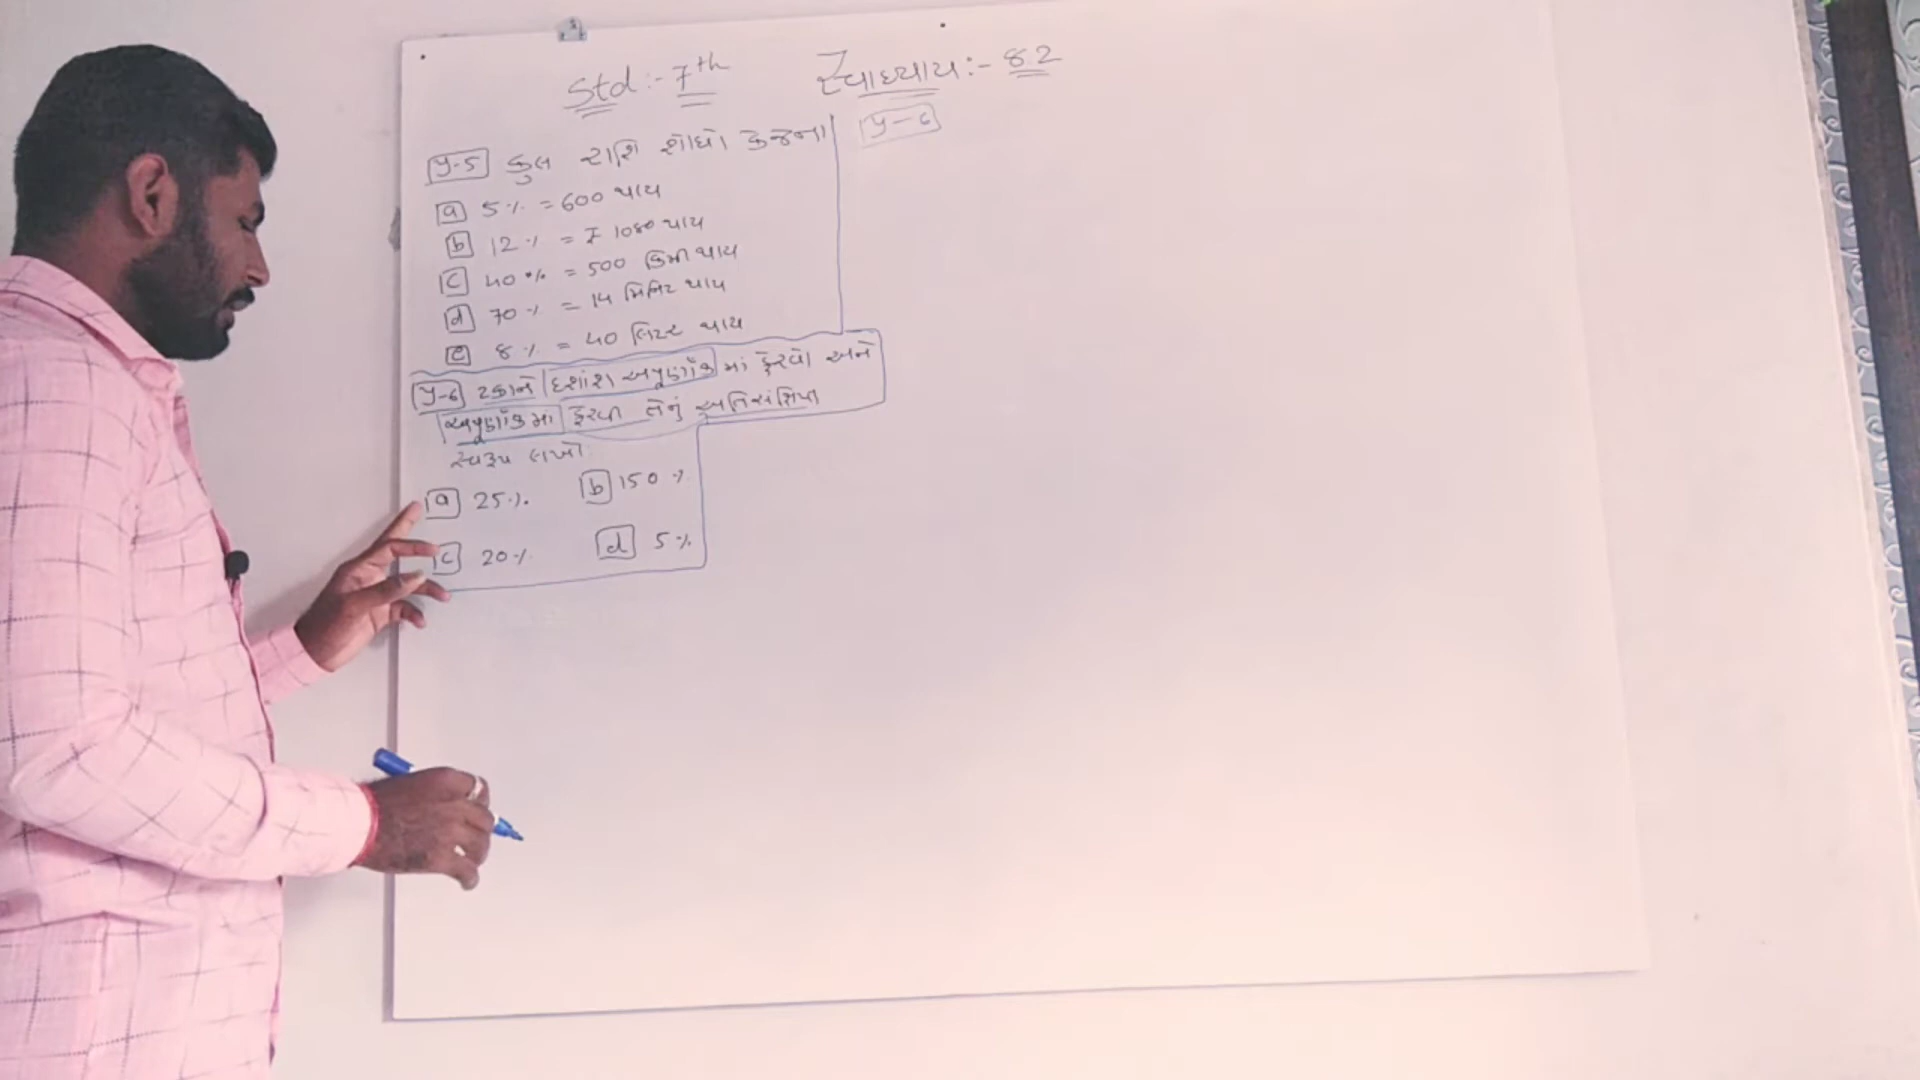 Std:- 7th સ્વાધ્યાય:- 8.2
પ્ર-5 કુલ રાશિ શોધો કેજેના
પ્ર-6
a 5% = 600 થાય
b 12% = ₹ 1080 થાય
c 40% = 500 કિમી થાય
d 70% = 14 મિનિટ થાય
e 8% = 40 લિટર થાય
પ્ર-6 ટકાને દશાંશ અપૂર્ણાંક માં ફેરવો અને
અપૂર્ણાંકમાં ફેરવી તેનું અતિસંક્ષિપ્ત
સ્વરૂપ લખો:
a 25% b 150%
c 20% d 5%